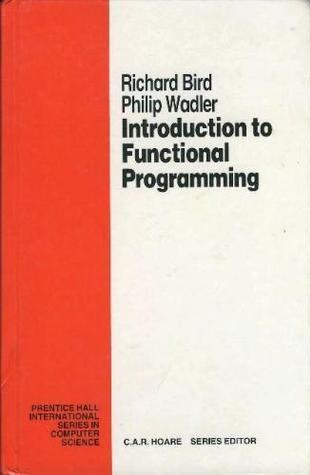 Richard Bird
Philip Wadler
Introduction to
Functional
Programming
PRENTICE HALL
INTERNATIONAL
SERIES IN
COMPUTER
SCIENCE
C.A.R. HOARE SERIES EDITOR